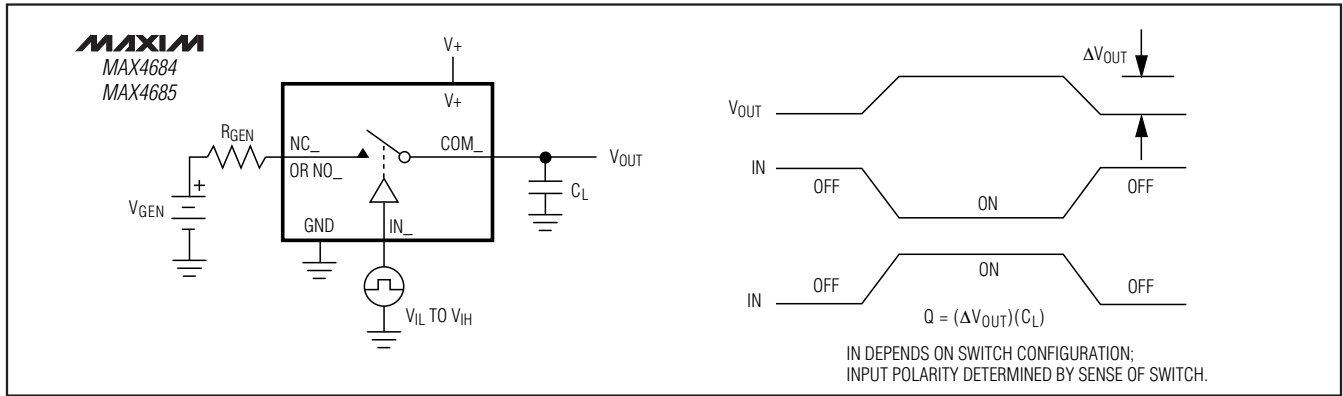 MAXIM
MAX4684
MAX4685
V+
V+
RGEN
NC_
OR NO_
COM_
VOUT
CL
+
VGEN
GND
IN_
VIL TO VIH
ΔVOUT
VOUT
IN
OFF
ON
OFF
IN
OFF
ON
OFF
Q = (ΔVOUT)(CL)
IN DEPENDS ON SWITCH CONFIGURATION;
INPUT POLARITY DETERMINED BY SENSE OF SWITCH.